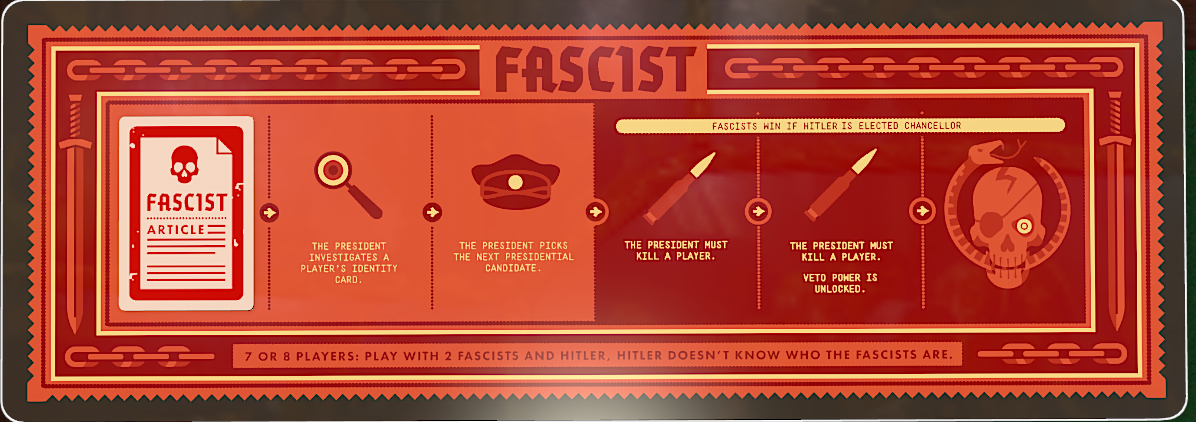 FASCIST
FASCISTS WIN IF HITLER IS ELECTED CHANCELLOR
FASCIST
ARTICLE
THE PRESIDENT
INVESTIGATES A
PLAYER'S IDENTITY
CARD.
THE PRESIDENT PICKS
THE NEXT PRESIDENTIAL
CANDIDATE.
THE PRESIDENT MUST
KILL A PLAYER.
THE PRESIDENT MUST
KILL A PLAYER.
VETO POWER IS
UNLOCKED.
7 OR 8 PLAYERS: PLAY WITH 2 FASCISTS AND HITLER, HITLER DOESN'T KNOW WHO THE FASCISTS ARE.